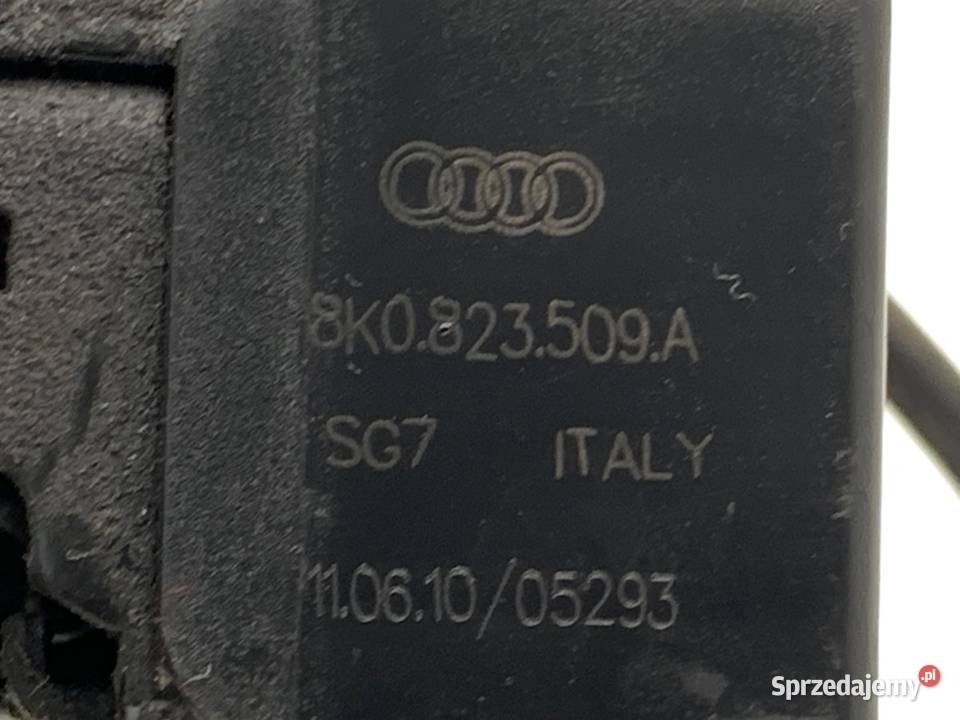 8K0.823.509.A
SG7 ITALY
11.06.10/05293
Sprzedajemy.pl